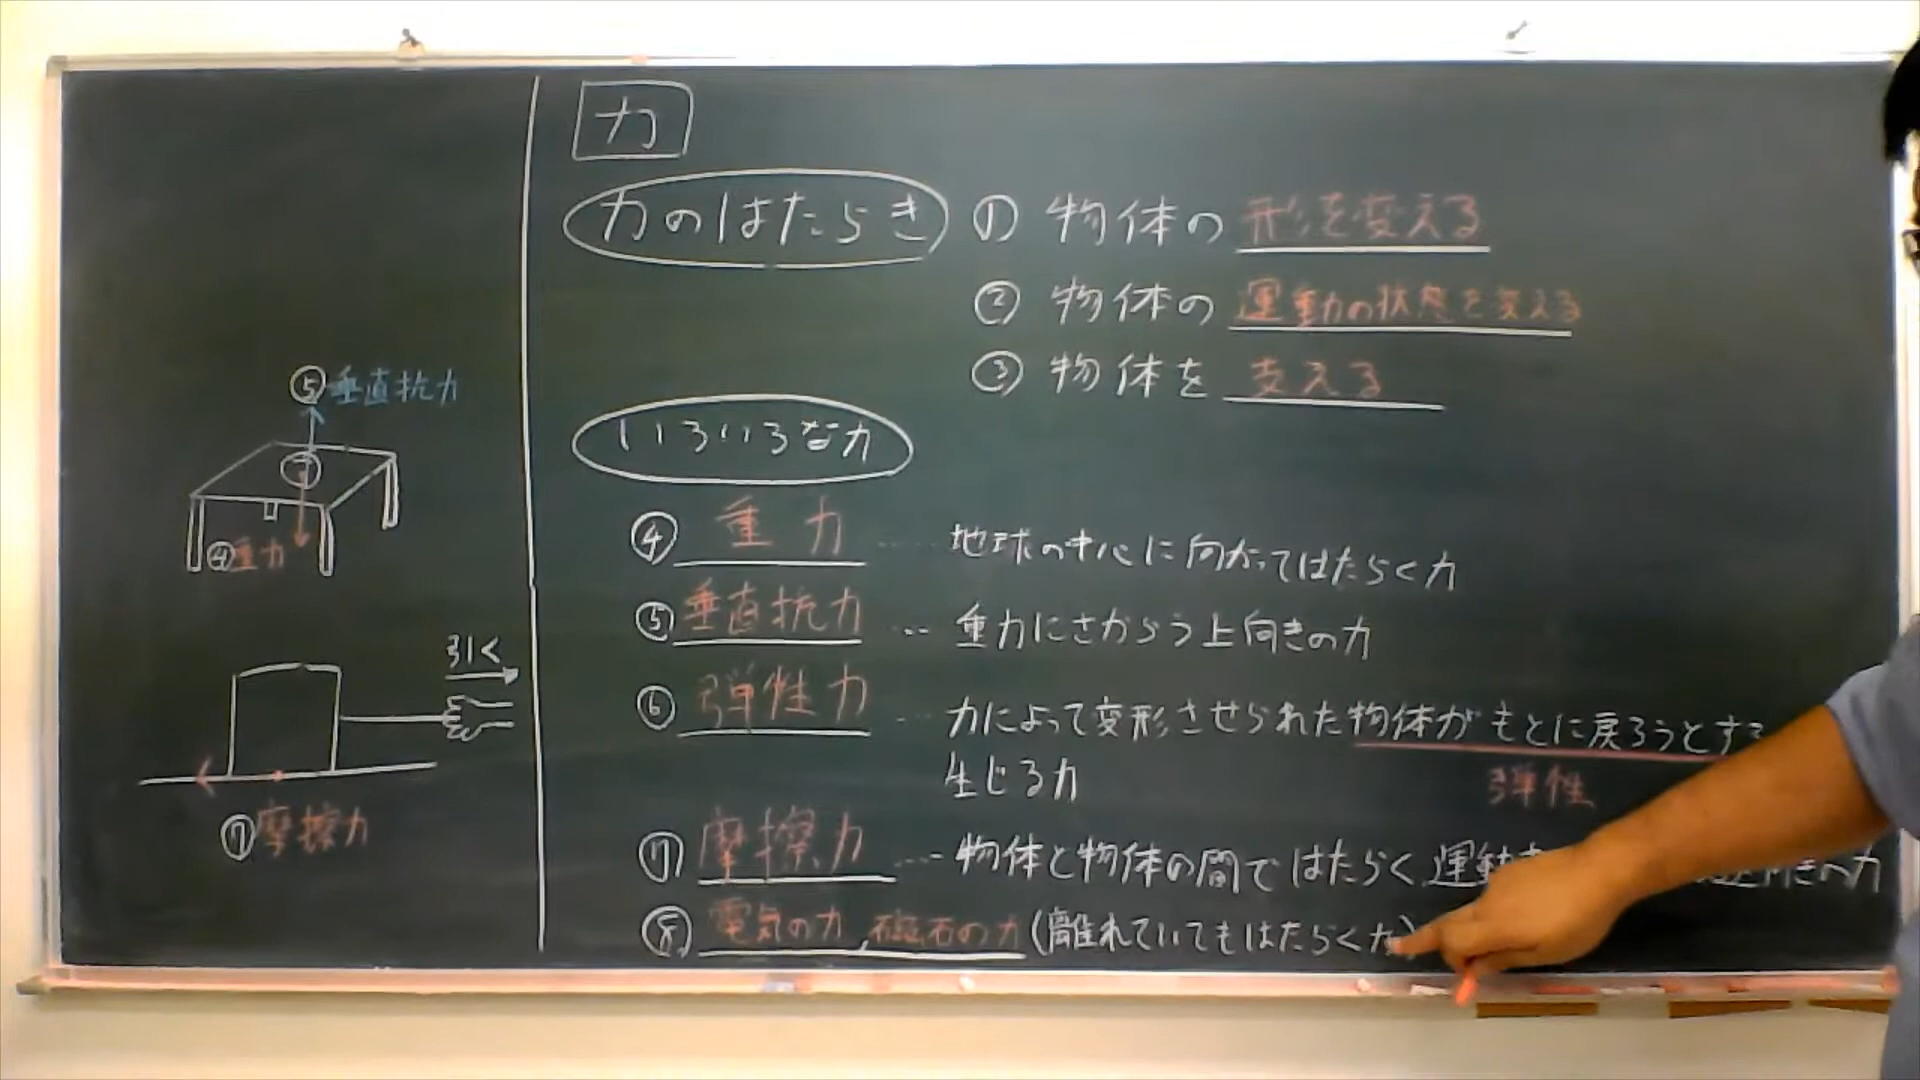 ⑤垂直抗力
④重力
引く
⑦摩擦力
力
力のはたらき ① 物体の 形を変える
② 物体の 運動の状態を変える
③ 物体を 支える
いろいろな力
④ 重力 …… 地球の中心に向かってはたらく力
⑤ 垂直抗力 … 重力にさからう上向きの力
⑥ 弾性力 … 力によって変形させられた物体がもとに戻ろうとする
生じる力
弾性
⑦ 摩擦力 … 物体と物体の間ではたらく運動 向きの力
⑧ 電気の力, 磁石の力 (離れていてもはたらく力)